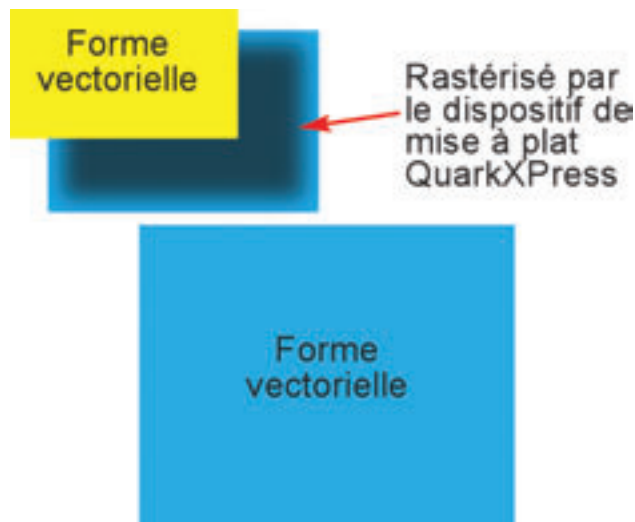 Forme
vectorielle
Rastérisé par
le dispositif de
mise à plat
QuarkXPress
Forme
vectorielle